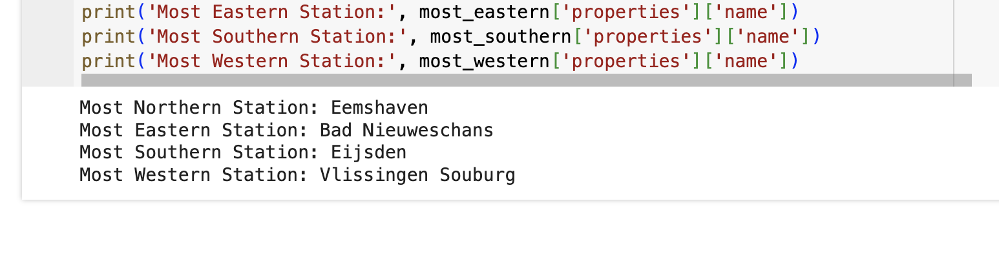 print('Most Eastern Station:', most_eastern['properties']['name'])
print('Most Southern Station:', most_southern['properties']['name'])
print('Most Western Station:', most_western['properties']['name'])
Most Northern Station: Eemshaven
Most Eastern Station: Bad Nieuweschans
Most Southern Station: Eijsden
Most Western Station: Vlissingen Souburg